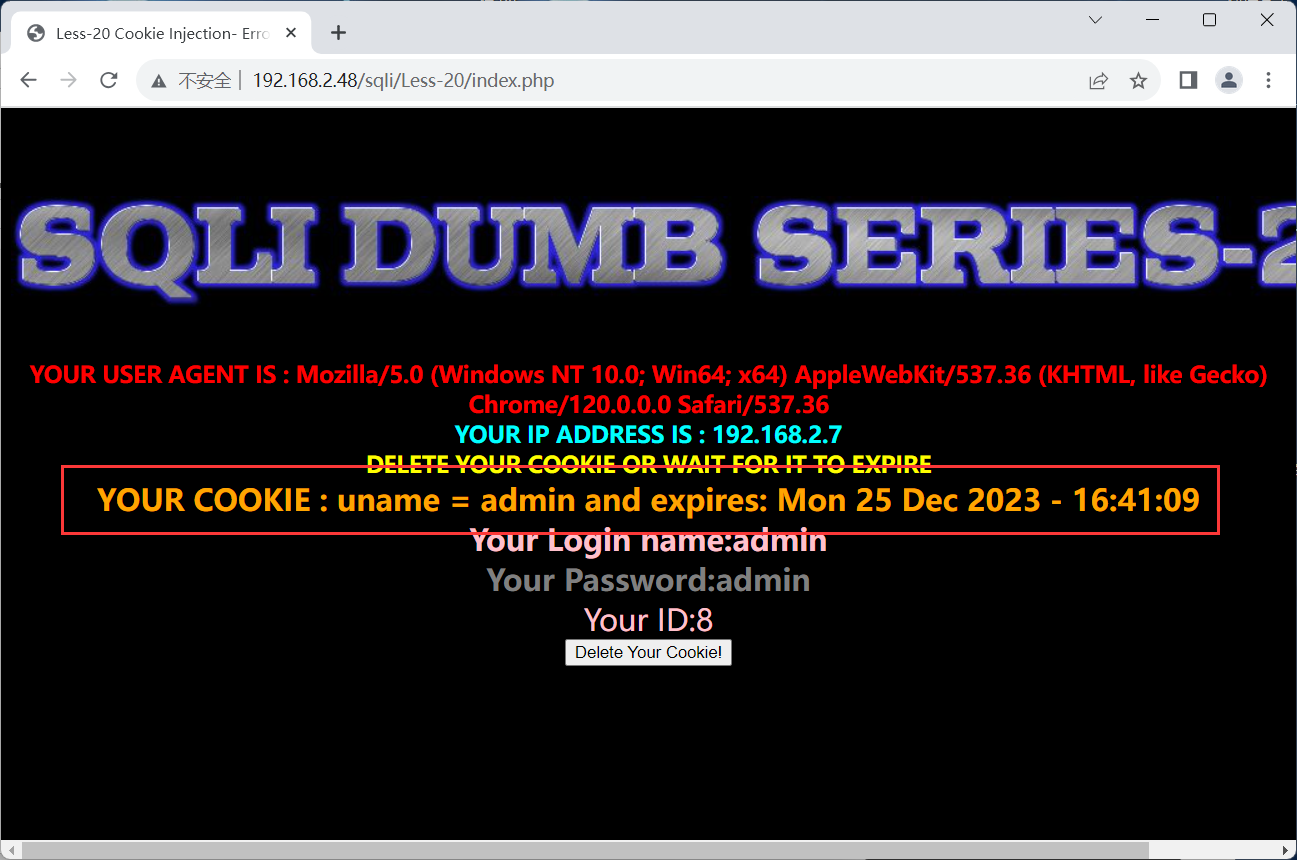 Less-20 Cookie Injection- Erro
不安全 192.168.2.48/sqli/Less-20/index.php
SQLI DUMB SERIES-2
YOUR USER AGENT IS : Mozilla/5.0 (Windows NT 10.0; Win64; x64) AppleWebKit/537.36 (KHTML, like Gecko)
Chrome/120.0.0.0 Safari/537.36
YOUR IP ADDRESS IS : 192.168.2.7
DELETE YOUR COOKIE OR WAIT FOR IT TO EXPIRE
YOUR COOKIE : uname = admin and expires: Mon 25 Dec 2023 - 16:41:09
Your Login name:admin
Your Password:admin
Your ID:8
Delete Your Cookie!